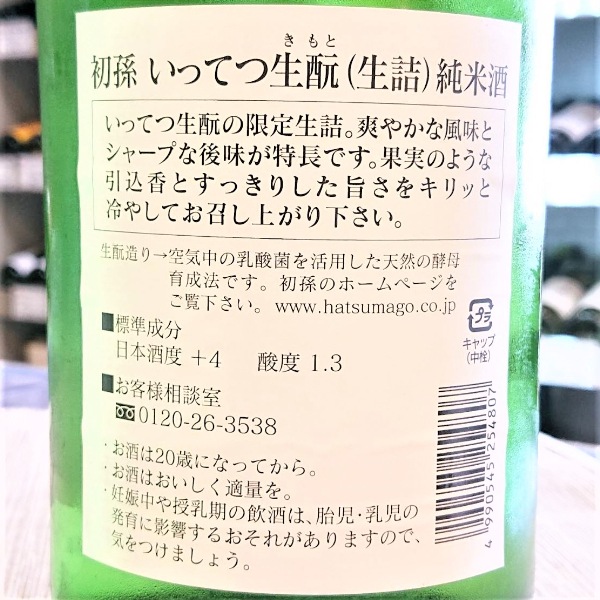 きもと
初孫 いってつ生酛(生詰)純米酒
いってつ生酛の限定生詰。爽やかな風味と
シャープな後味が特長です。果実のような
引込香とすっきりした旨さをキリッと
冷やしてお召し上がり下さい。
生酛造り→空気中の乳酸菌を活用した天然の酵母
育成法です。初孫のホームページを
ご覧下さい。www.hatsumago.co.jp
■標準成分
日本酒度 +4 酸度 1.3
プラ
キャップ
(中栓)
■お客様相談室
0120-26-3538
・お酒は20歳になってから。
・お酒はおいしく適量を。
・妊娠中や授乳期の飲酒は、胎児・乳児の
発育に影響するおそれがありますので、
気をつけましょう。
4 990545 254807